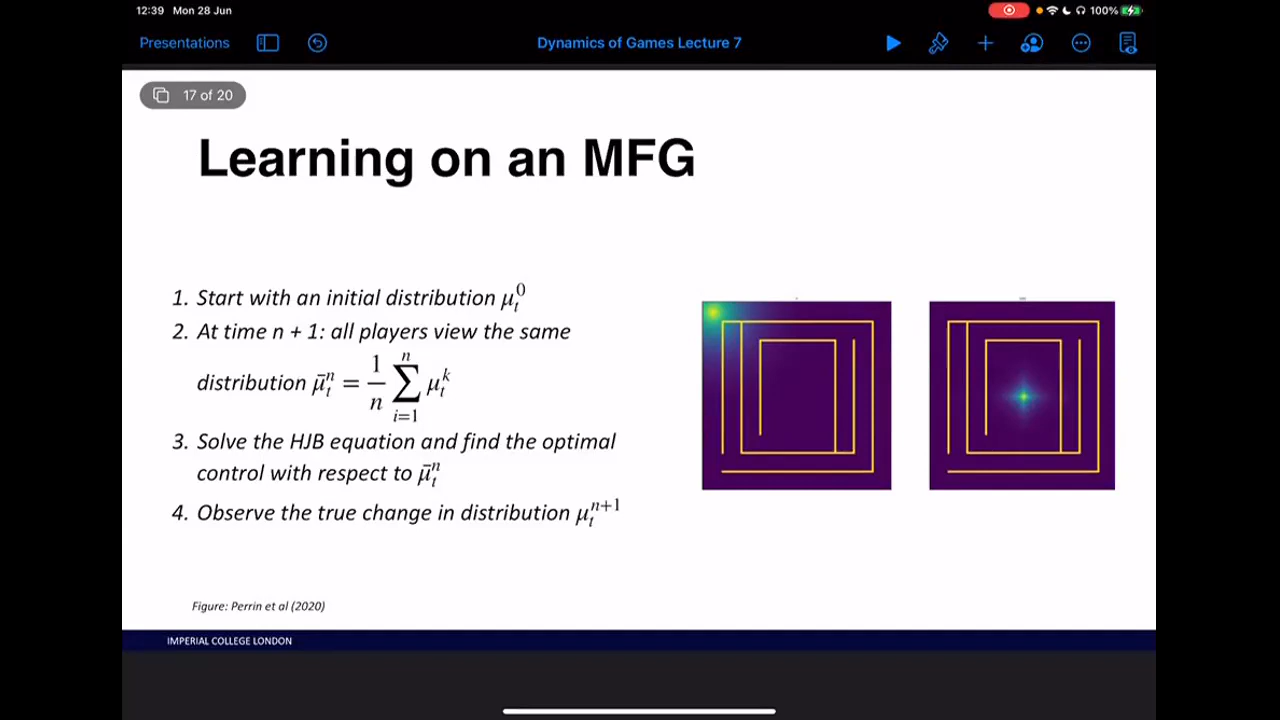 12:39 Mon 28 Jun
100%
Presentations
Dynamics of Games Lecture 7
17 of 20
Learning on an MFG
1. Start with an initial distribution μ_t^0
2. At time n + 1: all players view the same
distribution μ̄_t^n = 1/n ∑_{i=1}^n μ_t^k
3. Solve the HJB equation and find the optimal
control with respect to μ̄_t^n
4. Observe the true change in distribution μ_t^{n+1}
Figure: Perrin et al (2020)
IMPERIAL COLLEGE LONDON